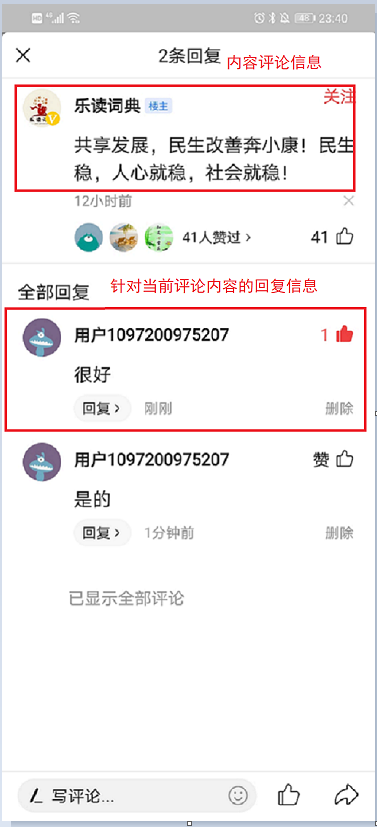 HD 4G 48 23:40
2条回复
内容评论信息
乐读词典 楼主
关注
共享发展，民生改善奔小康！民生
稳，人心就稳，社会就稳！
12小时前
41人赞过
41
全部回复
针对当前评论内容的回复信息
用户1097200975207
1
很好
回复 刚刚 删除
用户1097200975207
赞
是的
回复 1分钟前 删除
已显示全部评论
写评论...